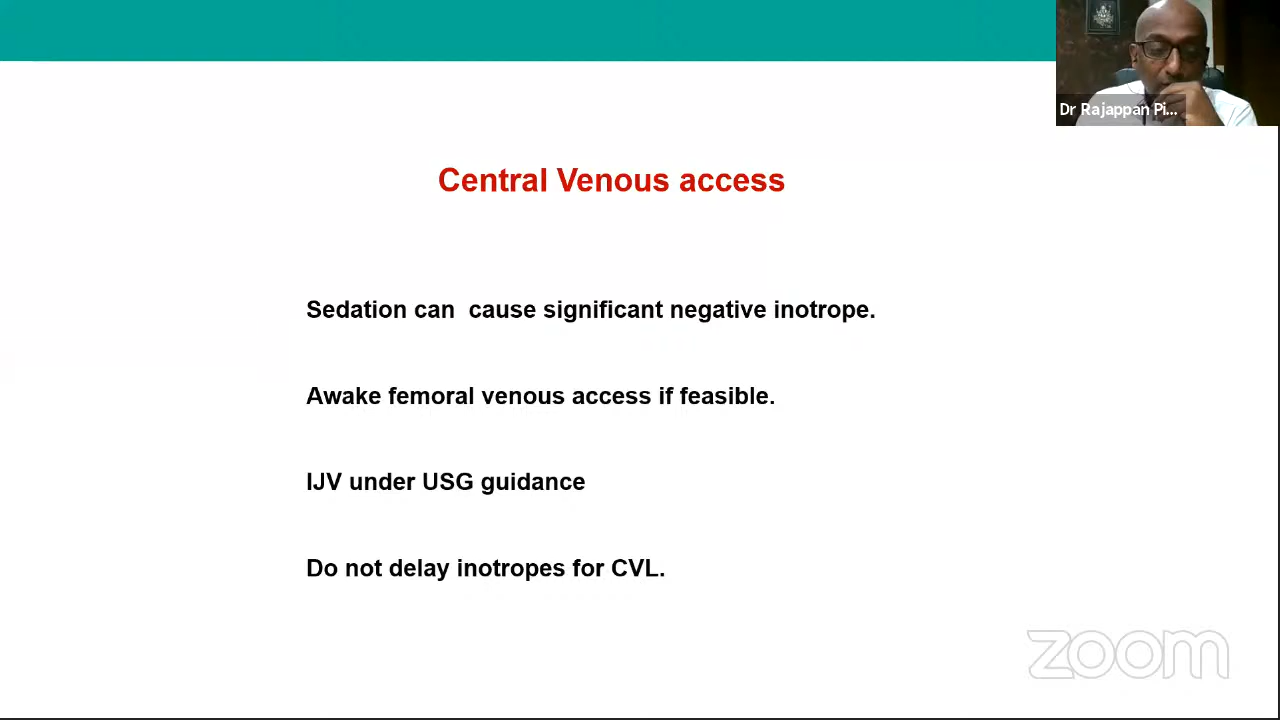 Dr Rajappan Pi...
Central Venous access
Sedation can  cause significant negative inotrope.
Awake femoral venous access if feasible.
IJV under USG guidance
Do not delay inotropes for CVL.
zoom